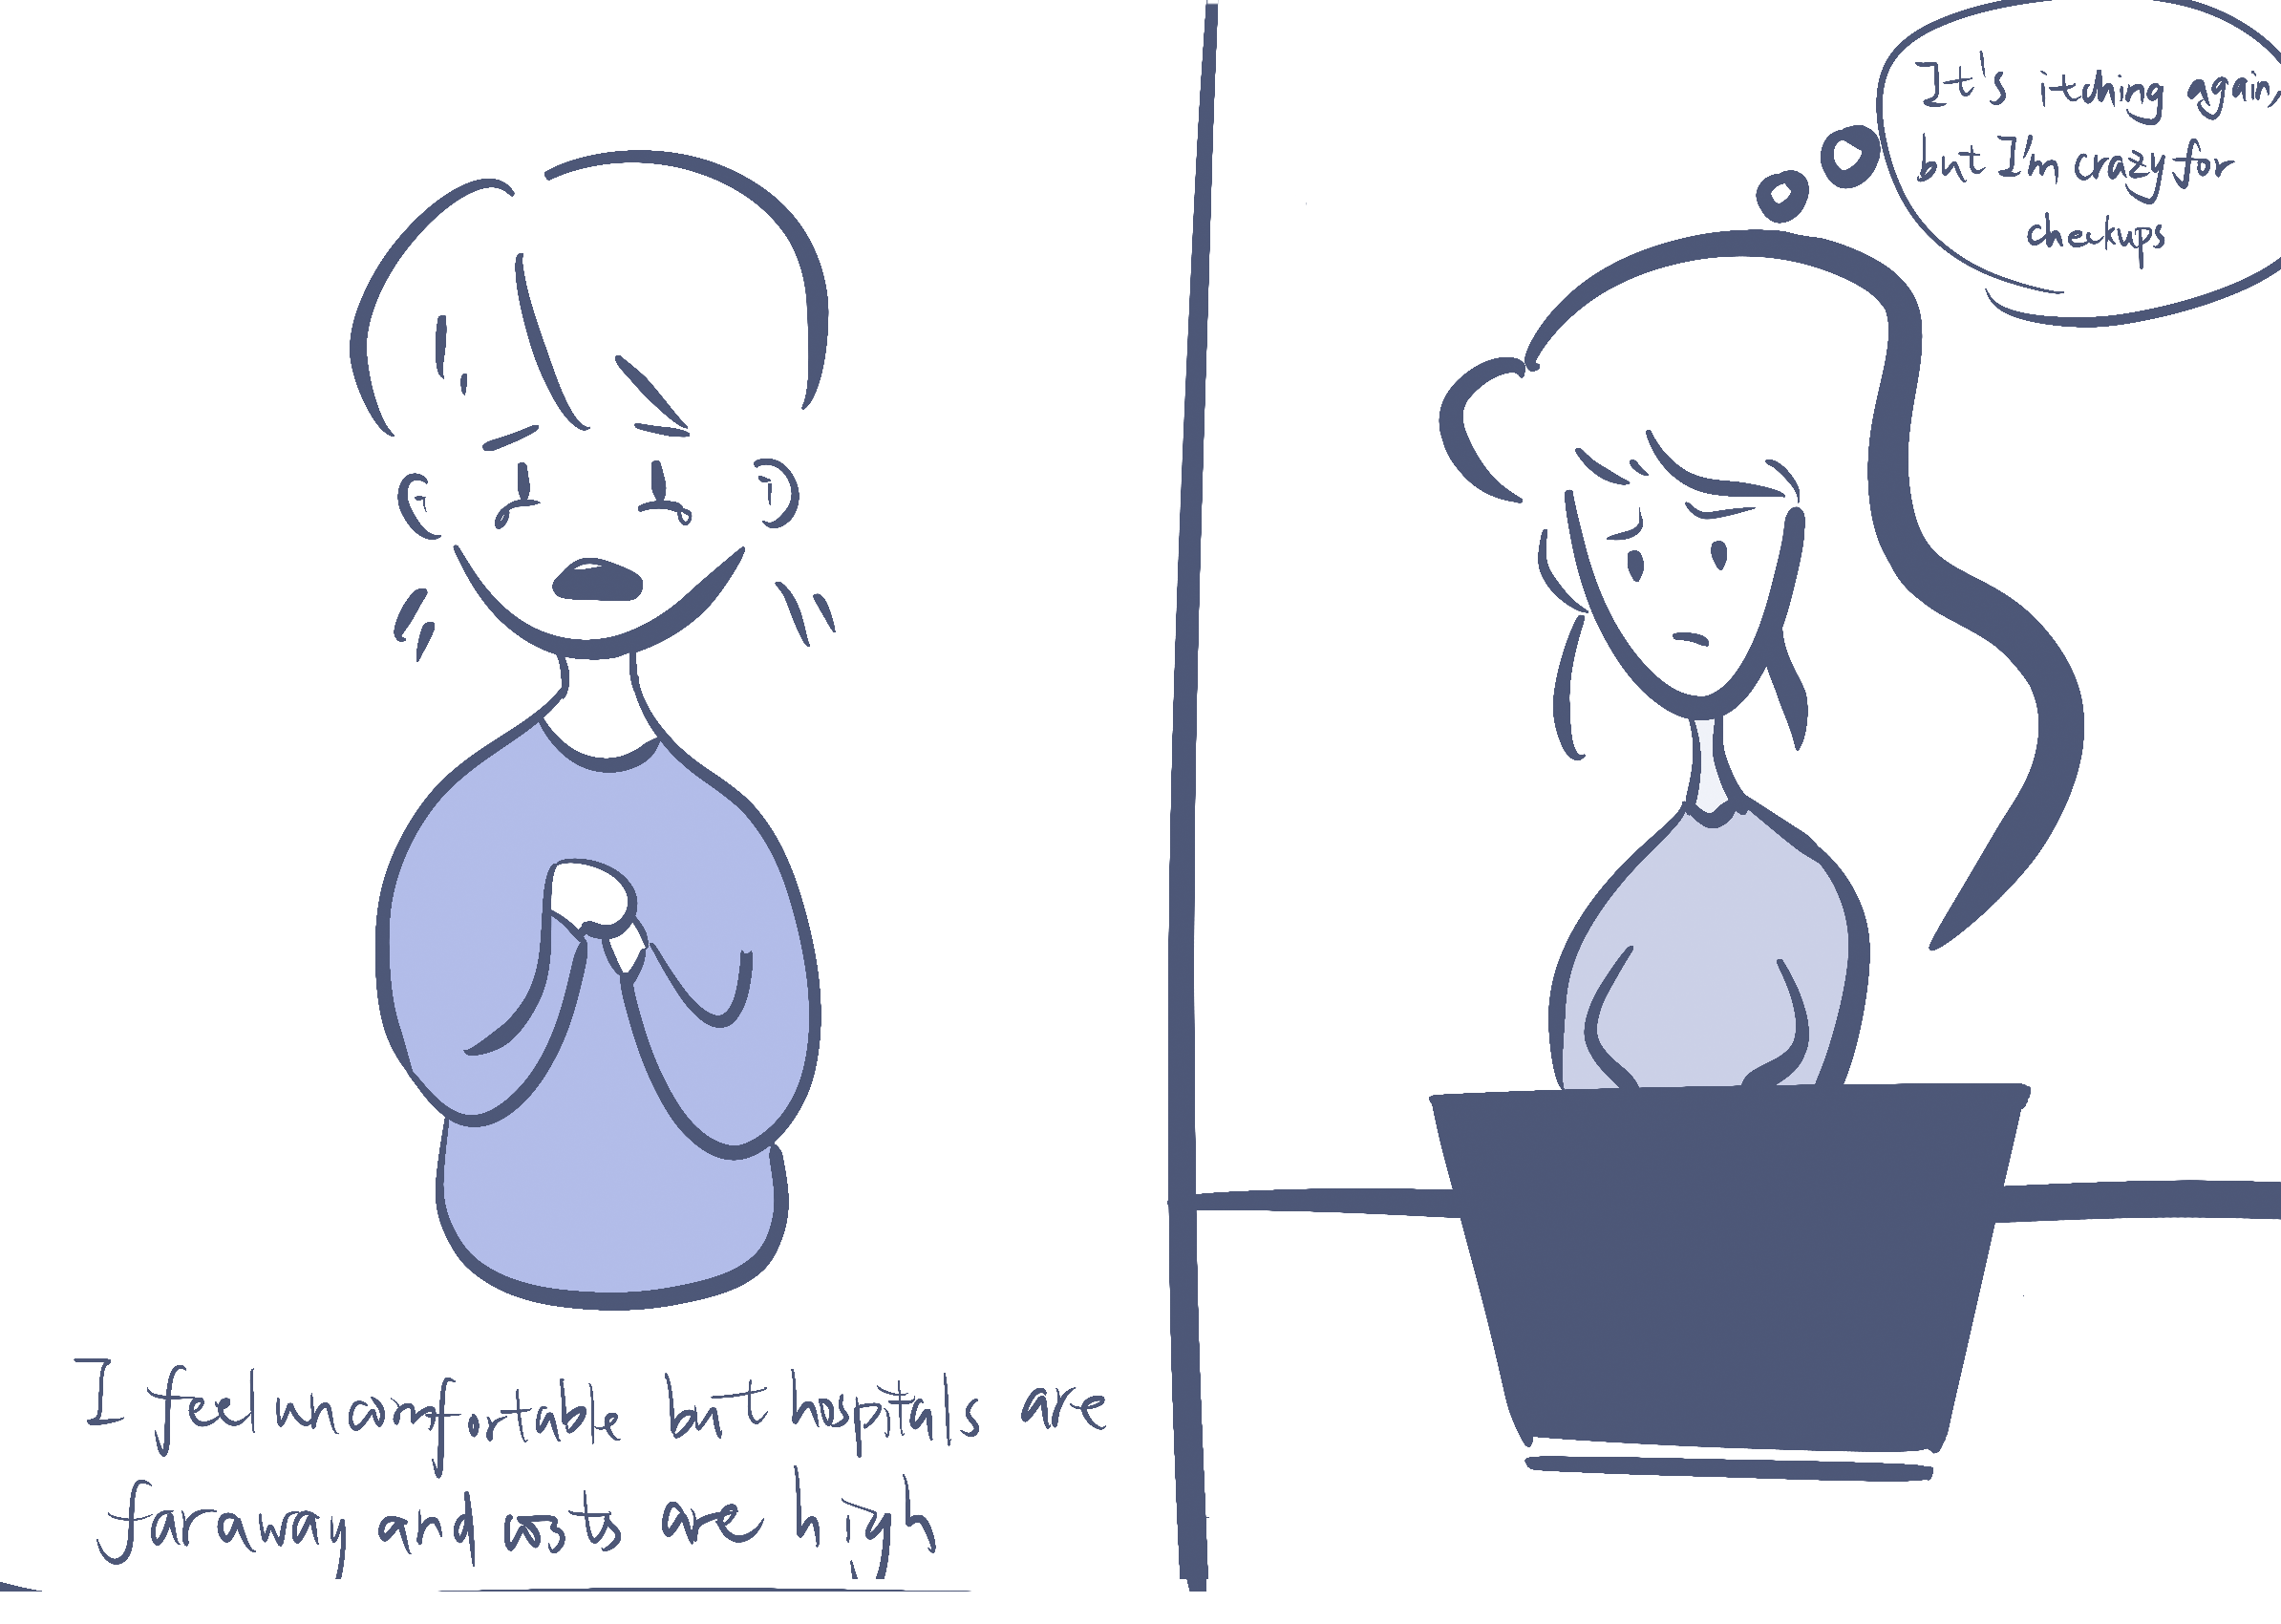 I feel uncomfortable but hospitals are
faraway and costs are high
It's itching again,
but I'm crazy for
checkups